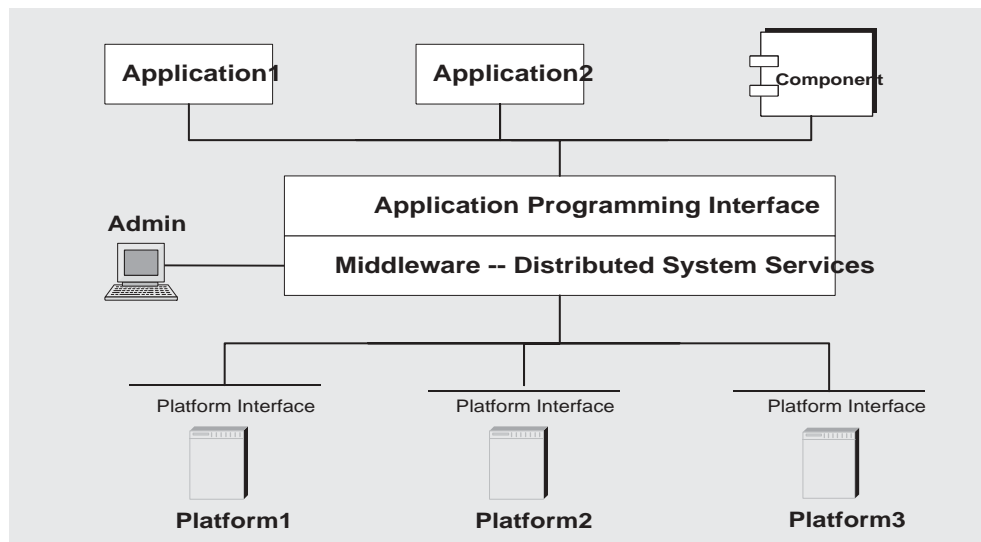 Application1
Application2
Component
Application Programming Interface
Admin
Middleware -- Distributed System Services
Platform Interface
Platform Interface
Platform Interface
Platform1
Platform2
Platform3